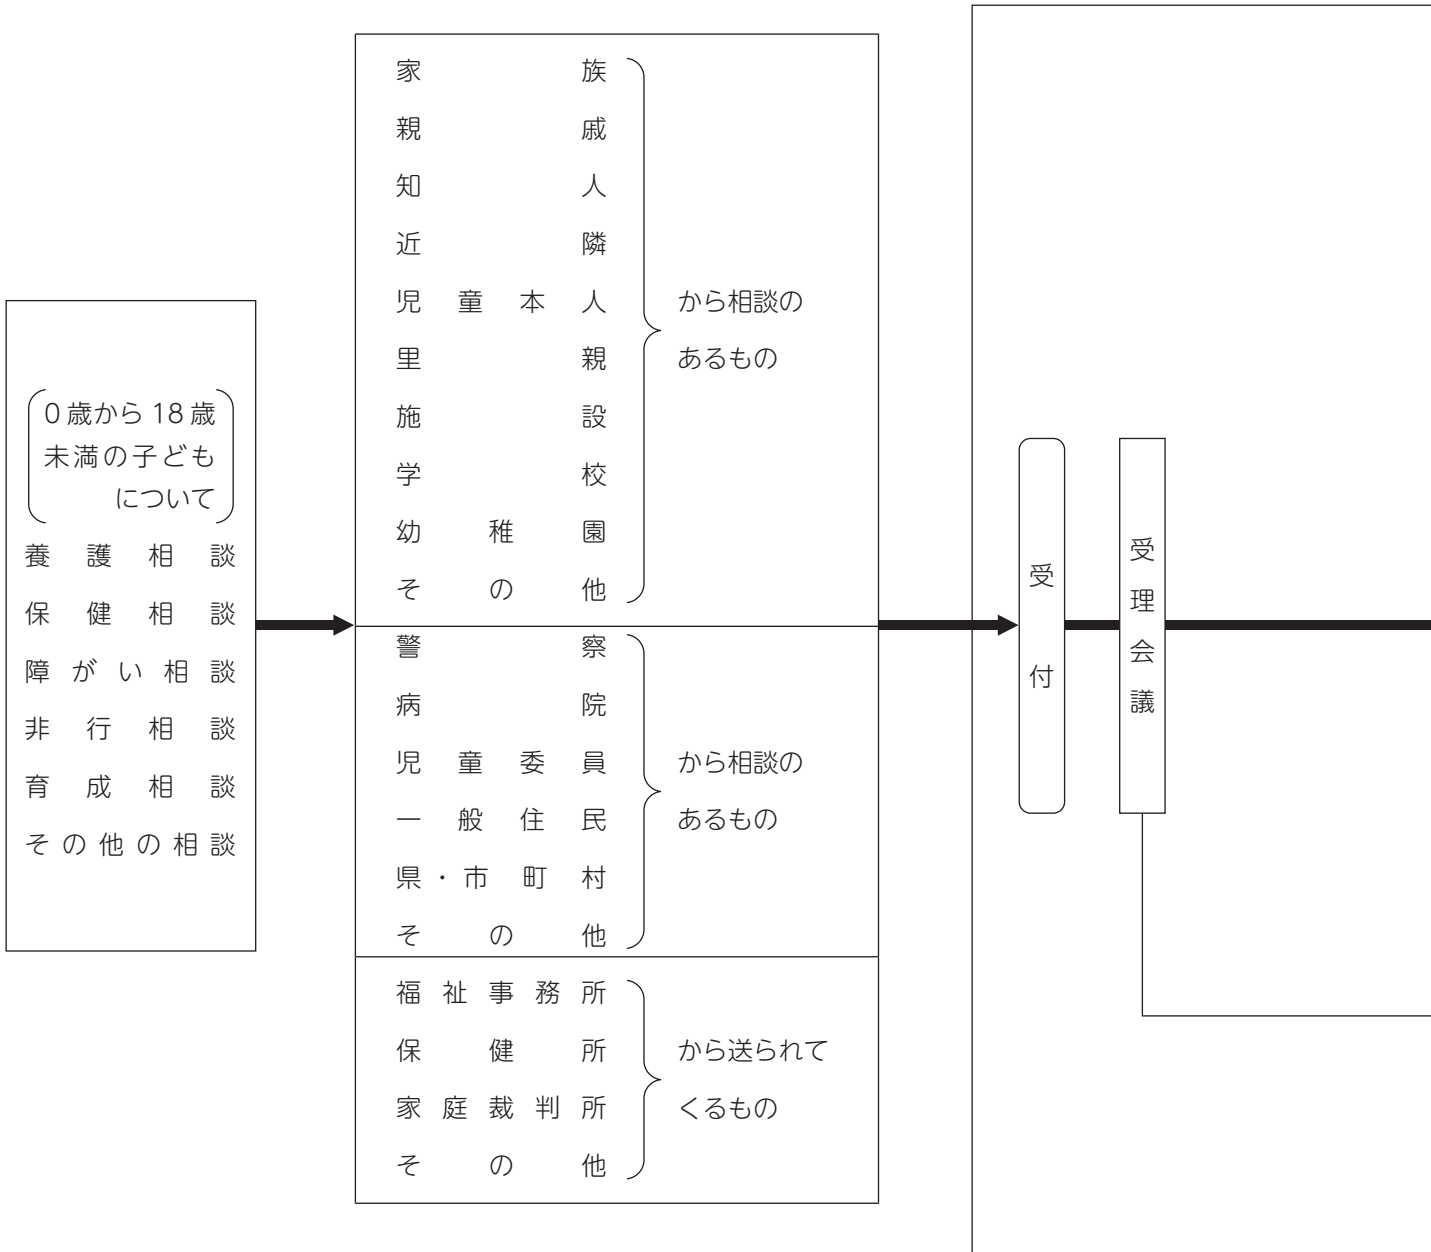 0歳から18歳
未満の子ども
について
養護相談
保健相談
障がい相談
非行相談
育成相談
その他の相談
家族
親戚
知人
近隣
児童本人
里親
施設
学校
幼稚園
その他
から相談の
あるもの
警察
病院
児童委員
一般住民
県・市町村
その他
から相談の
あるもの
福祉事務所
保健所
家庭裁判所
その他
から送られて
くるもの
受付
受理会議